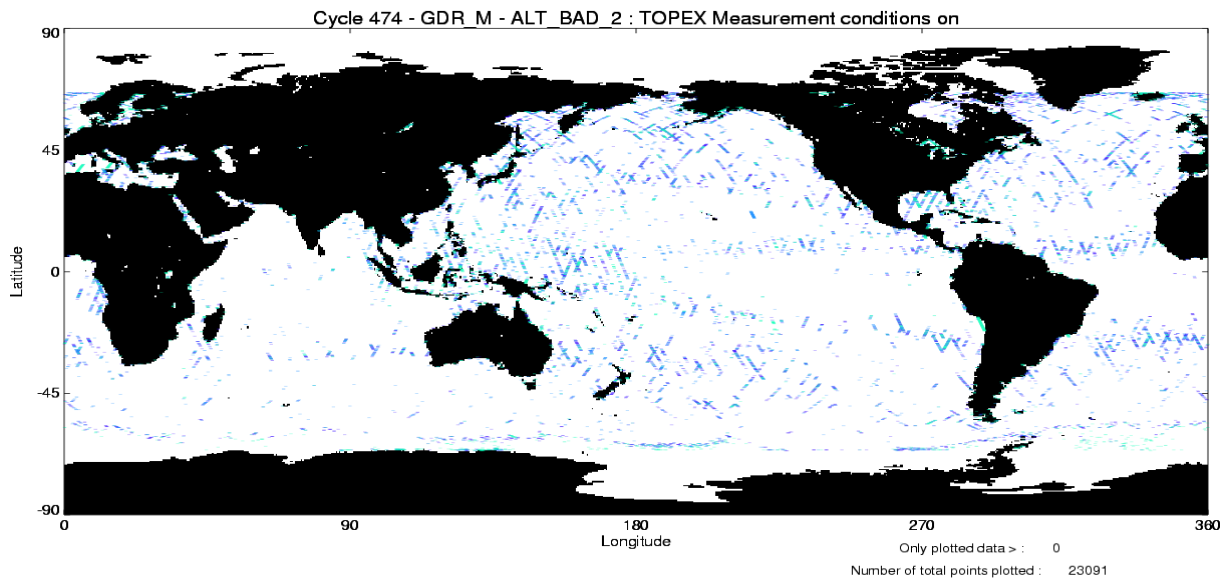 Cycle 474 - GDR_M - ALT_BAD_2 : TOPEX Measurement conditions on
90
45
0
-45
-90
Latitude
0 90 180 270 360
Longitude
Only plotted data > : 0
Number of total points plotted : 23091